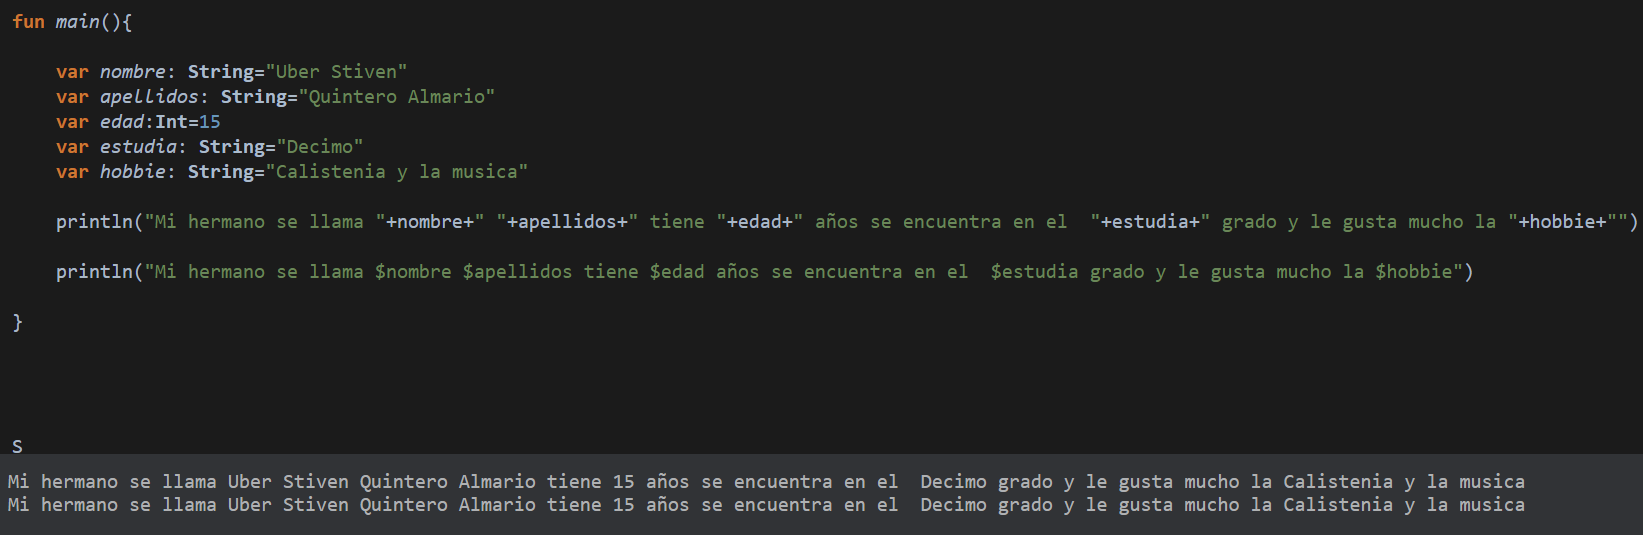 fun main(){
var nombre: String="Uber Stiven"
var apellidos: String="Quintero Almario"
var edad:Int=15
var estudia: String="Decimo"
var hobbie: String="Calistenia y la musica"
println("Mi hermano se llama "+nombre+" "+apellidos+" tiene "+edad+" años se encuentra en el  "+estudia+" grado y le gusta mucho la "+hobbie+"")
println("Mi hermano se llama $nombre $apellidos tiene $edad años se encuentra en el  $estudia grado y le gusta mucho la $hobbie")
}
S
Mi hermano se llama Uber Stiven Quintero Almario tiene 15 años se encuentra en el  Decimo grado y le gusta mucho la Calistenia y la musica
Mi hermano se llama Uber Stiven Quintero Almario tiene 15 años se encuentra en el  Decimo grado y le gusta mucho la Calistenia y la musica